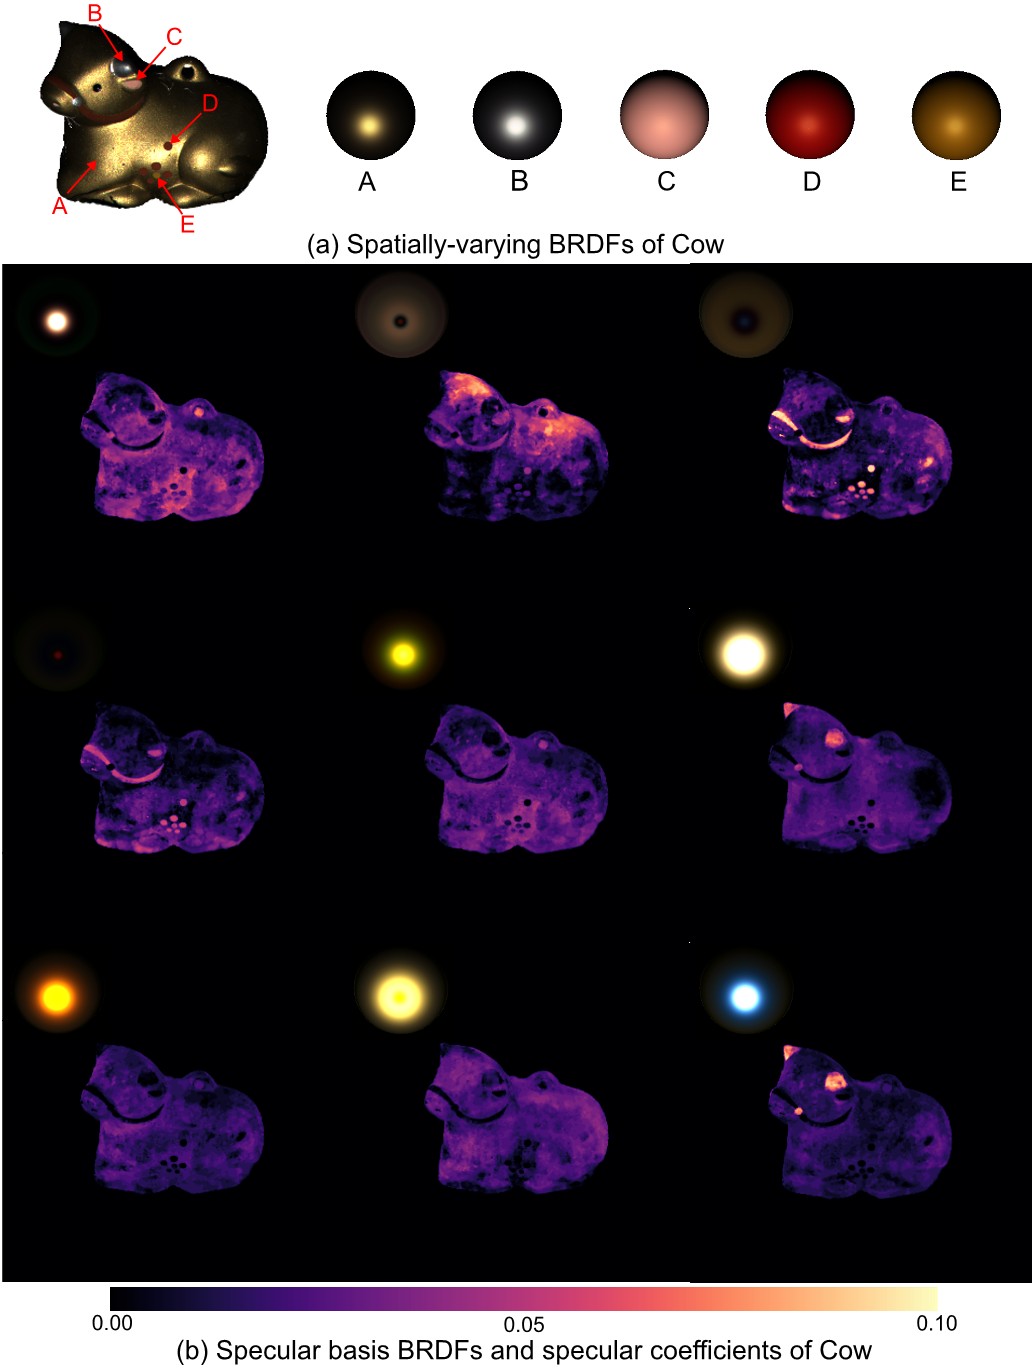 B
C
D
A
E
A B C D E
(a) Spatially-varying BRDFs of Cow
0.00 0.05 0.10
(b) Specular basis BRDFs and specular coefficients of Cow